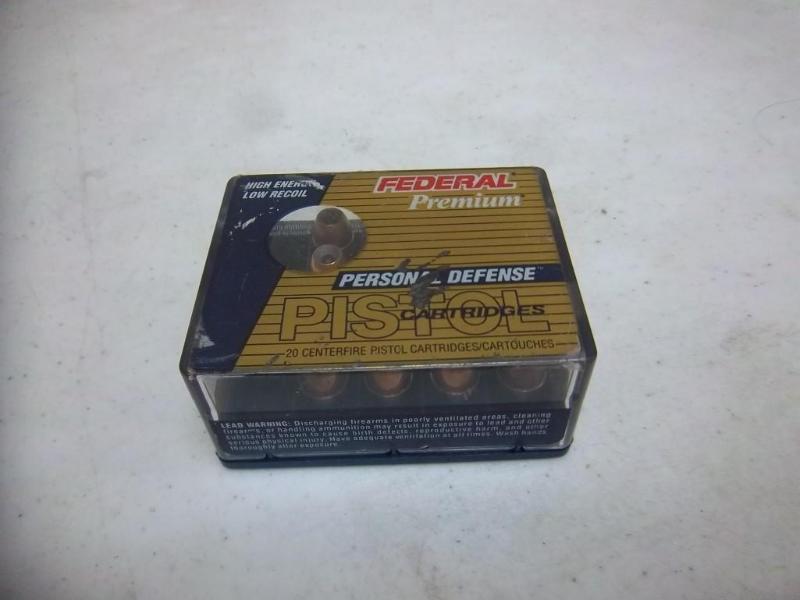 HIGH ENERGY
LOW RECOIL
FEDERAL
Premium
PERSONAL DEFENSE™
PISTOL
CARTRIDGES
20 CENTERFIRE PISTOL CARTRIDGES/CARTOUCHES
LEAD WARNING: Discharging firearms in poorly ventilated areas, cleaning
firearms, or handling ammunition may result in exposure to lead and other
substances known to cause birth defects, reproductive harm, and other
serious physical injury. Have adequate ventilation at all times. Wash hands
thoroughly after exposure.